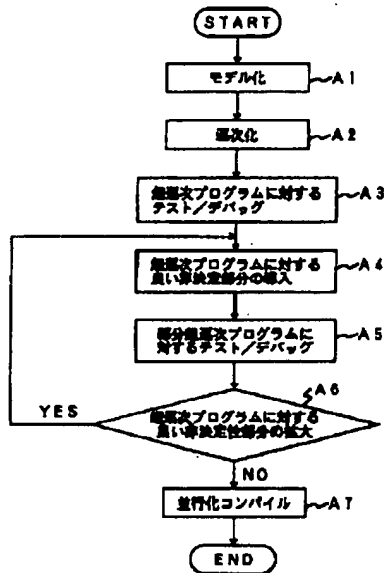 START
モデル化
A1
逐次化
A2
超逐次プログラムに対する
テスト/デバッグ
A3
超逐次プログラムに対する
良い非決定部分の導入
A4
部分超逐次プログラムに
対するテスト/デバッグ
A5
A6
超逐次プログラムに対する
良い非決定性部分の拡大
YES
NO
並行化コンパイル
A7
END